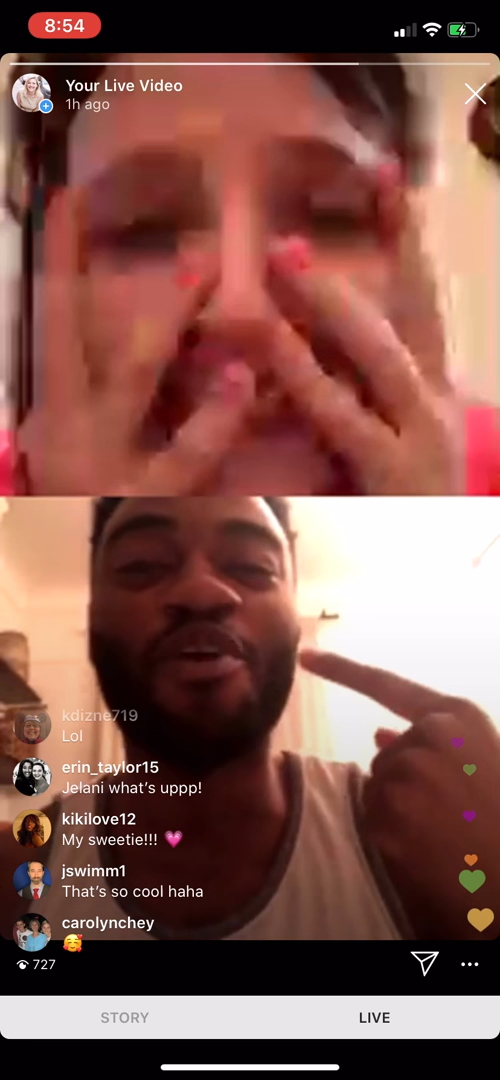 8:54
Your Live Video
1h ago
kdizne719
Lol
erin_taylor15
Jelani what’s uppp!
kikilove12
My sweetie!!! 💗
jswimm1
That’s so cool haha
carolynchey
🥰
727
STORY
LIVE